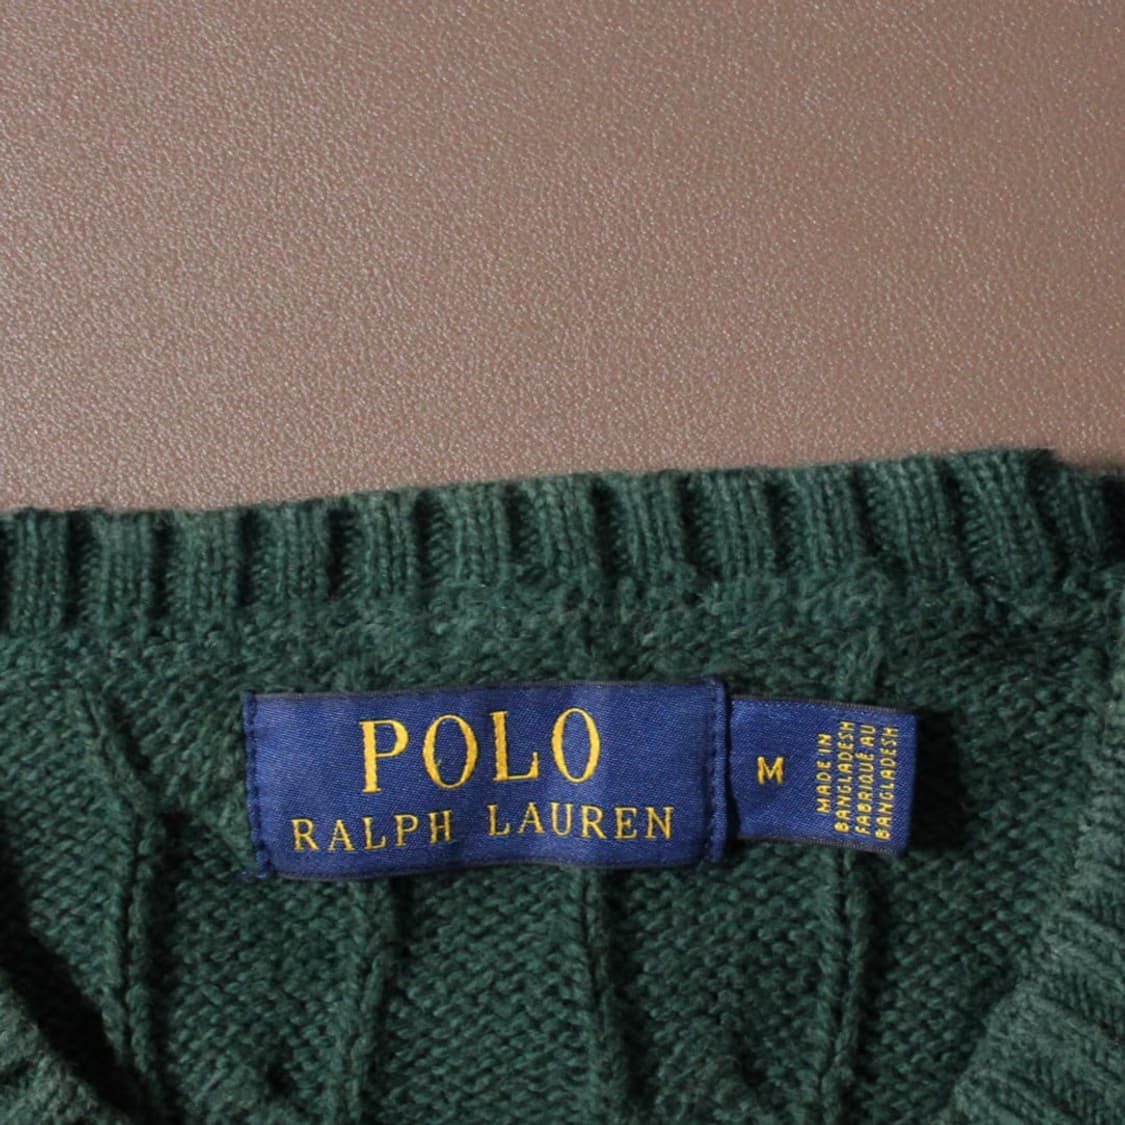 POLO
RALPH LAUREN
M
MADE IN
BANGLADESH
FABRIQUÉ AU
BANGLADESH